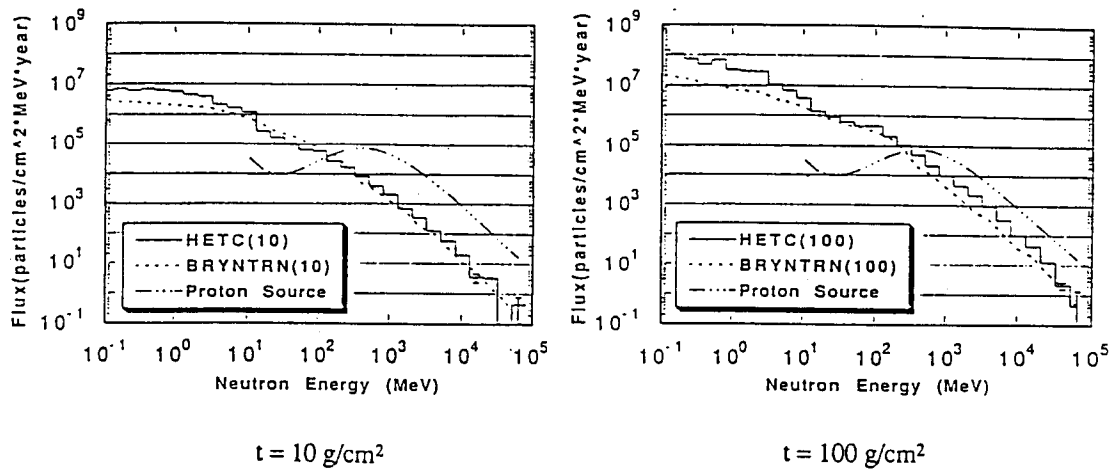 10^9
10^7
10^5
10^3
10^1
10^-1
Flux(particles/cm^2*MeV*year)
HETC(10)
BRYNTRN(10)
Proton Source
10^-1 10^0 10^1 10^2 10^3 10^4 10^5
Neutron Energy (MeV)
t = 10 g/cm²
10^9
10^7
10^5
10^3
10^1
10^-1
Flux(particles/cm^2*MeV*year)
HETC(100)
BRYNTRN(100)
Proton Source
10^-1 10^0 10^1 10^2 10^3 10^4 10^5
Neutron Energy (MeV)
t = 100 g/cm²